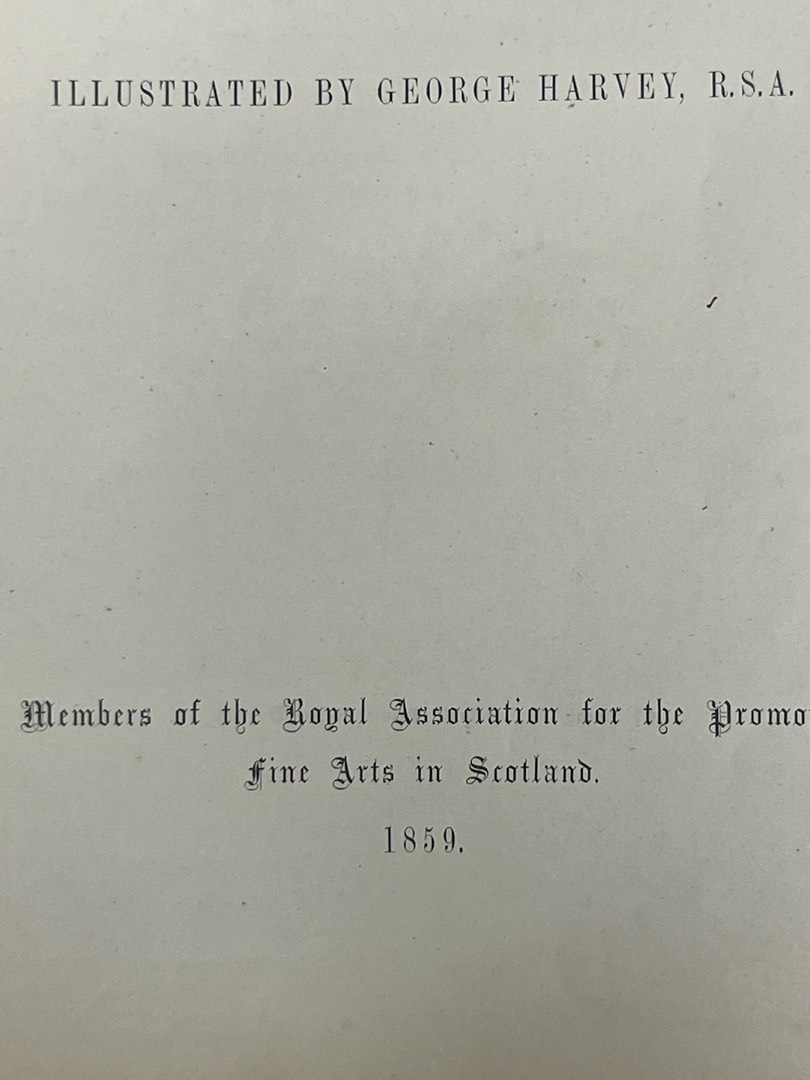 ILLUSTRATED BY GEORGE HARVEY, R.S.A.
Members of the Royal Association for the Promo
Fine Arts in Scotland.
1859.